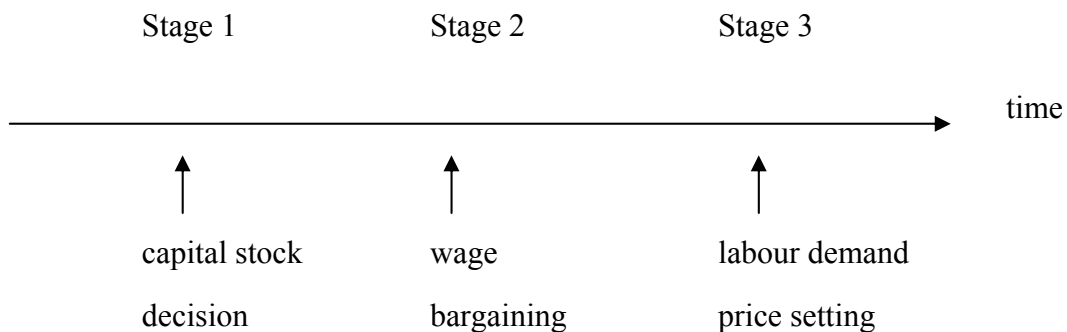 Stage 1 Stage 2 Stage 3
time
capital stock wage labour demand
decision bargaining price setting